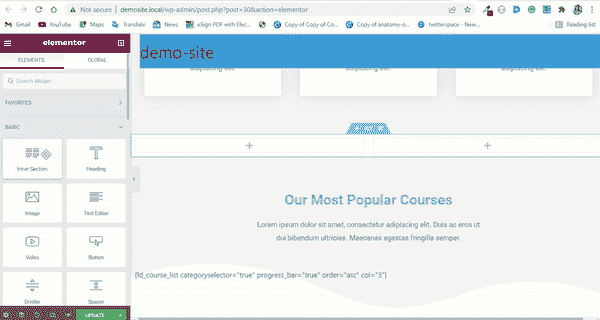 Not secure | demosite.local/wp-admin/post.php?post=30&action=elementor
Apps
Gmail
YouTube
Maps
Translate
News
Dropbox
eSign PDF with Elec...
Copy of Copy of Co...
Copy of anatomy-o...
twitterspace - New...
Reading list
elementor
demo-site
ELEMENTS
GLOBAL
adipiscing elit.
adipiscing elit.
adipiscing elit.
Search Widget...
FAVORITES
BASIC
Inner Section
Heading
Image
Text Editor
Video
Button
Divider
Spacer
Our Most Popular Courses
Lorem ipsum dolor sit amet, consectetur adipiscing elit. Duis ac eros ut
dui bibendum ultricies. Maecenas egestas fringilla semper.
[ld_course_list categoryselector="true" progress_bar="true" order="asc" col="3"]
UPDATE